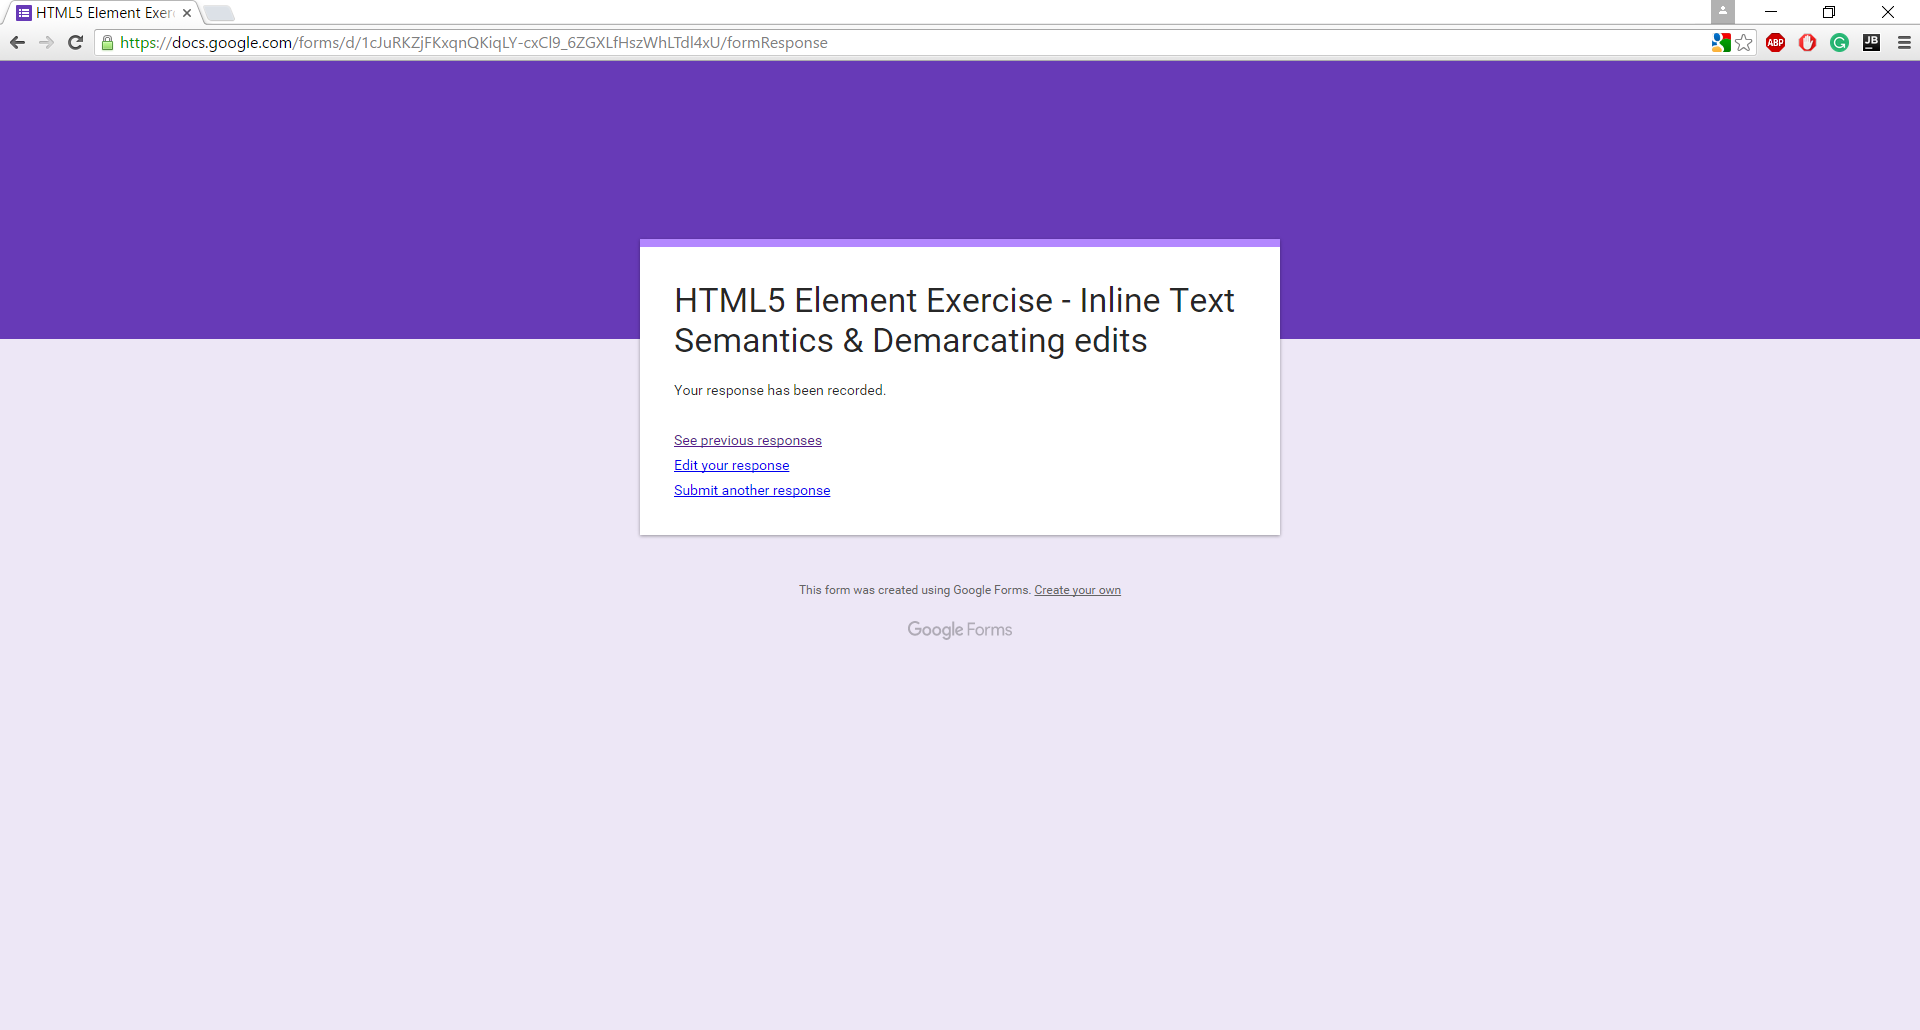 HTML5 Element Exer
https://docs.google.com/forms/d/1cJuRKZjFKxqnQKiqLY-cxCl9_6ZGXLfHszWhLTdl4xU/formResponse
ABP
G
JB
HTML5 Element Exercise - Inline Text
Semantics & Demarcating edits
Your response has been recorded.
See previous responses
Edit your response
Submit another response
This form was created using Google Forms. Create your own
Google Forms